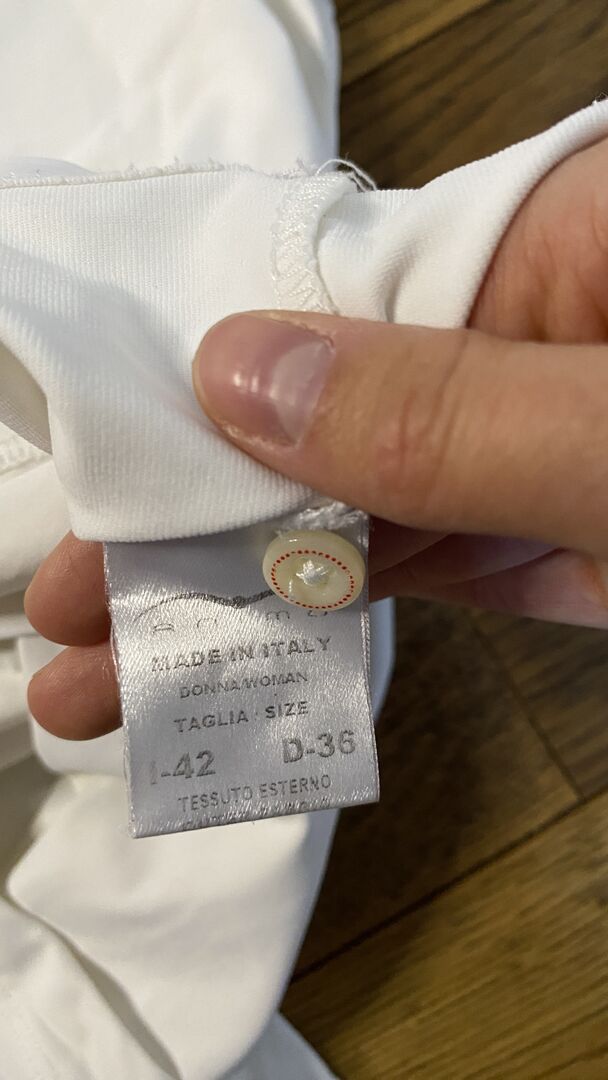 MADE IN ITALY
DONNA/WOMAN
TAGLIA - SIZE
I-42 D-36
TESSUTO ESTERNO